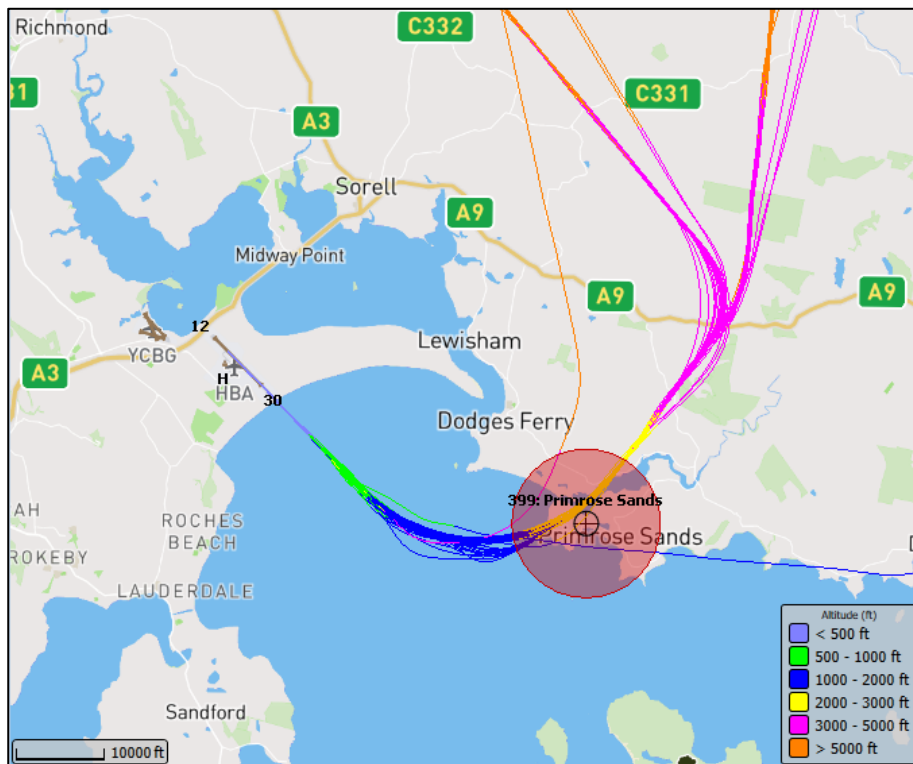 Richmond
C332
31
C331
A3
Sorell
A9
Midway Point
A9
A9
12
YCBG
Lewisham
A3
H
HBA
30
Dodges Ferry
399: Primrose Sands
AH
ROCHES
BEACH
Primrose Sands
ROKEBY
D
LAUDERDALE
Sandford
Altitude (ft)
< 500 ft
500 - 1000 ft
1000 - 2000 ft
2000 - 3000 ft
3000 - 5000 ft
> 5000 ft
10000 ft